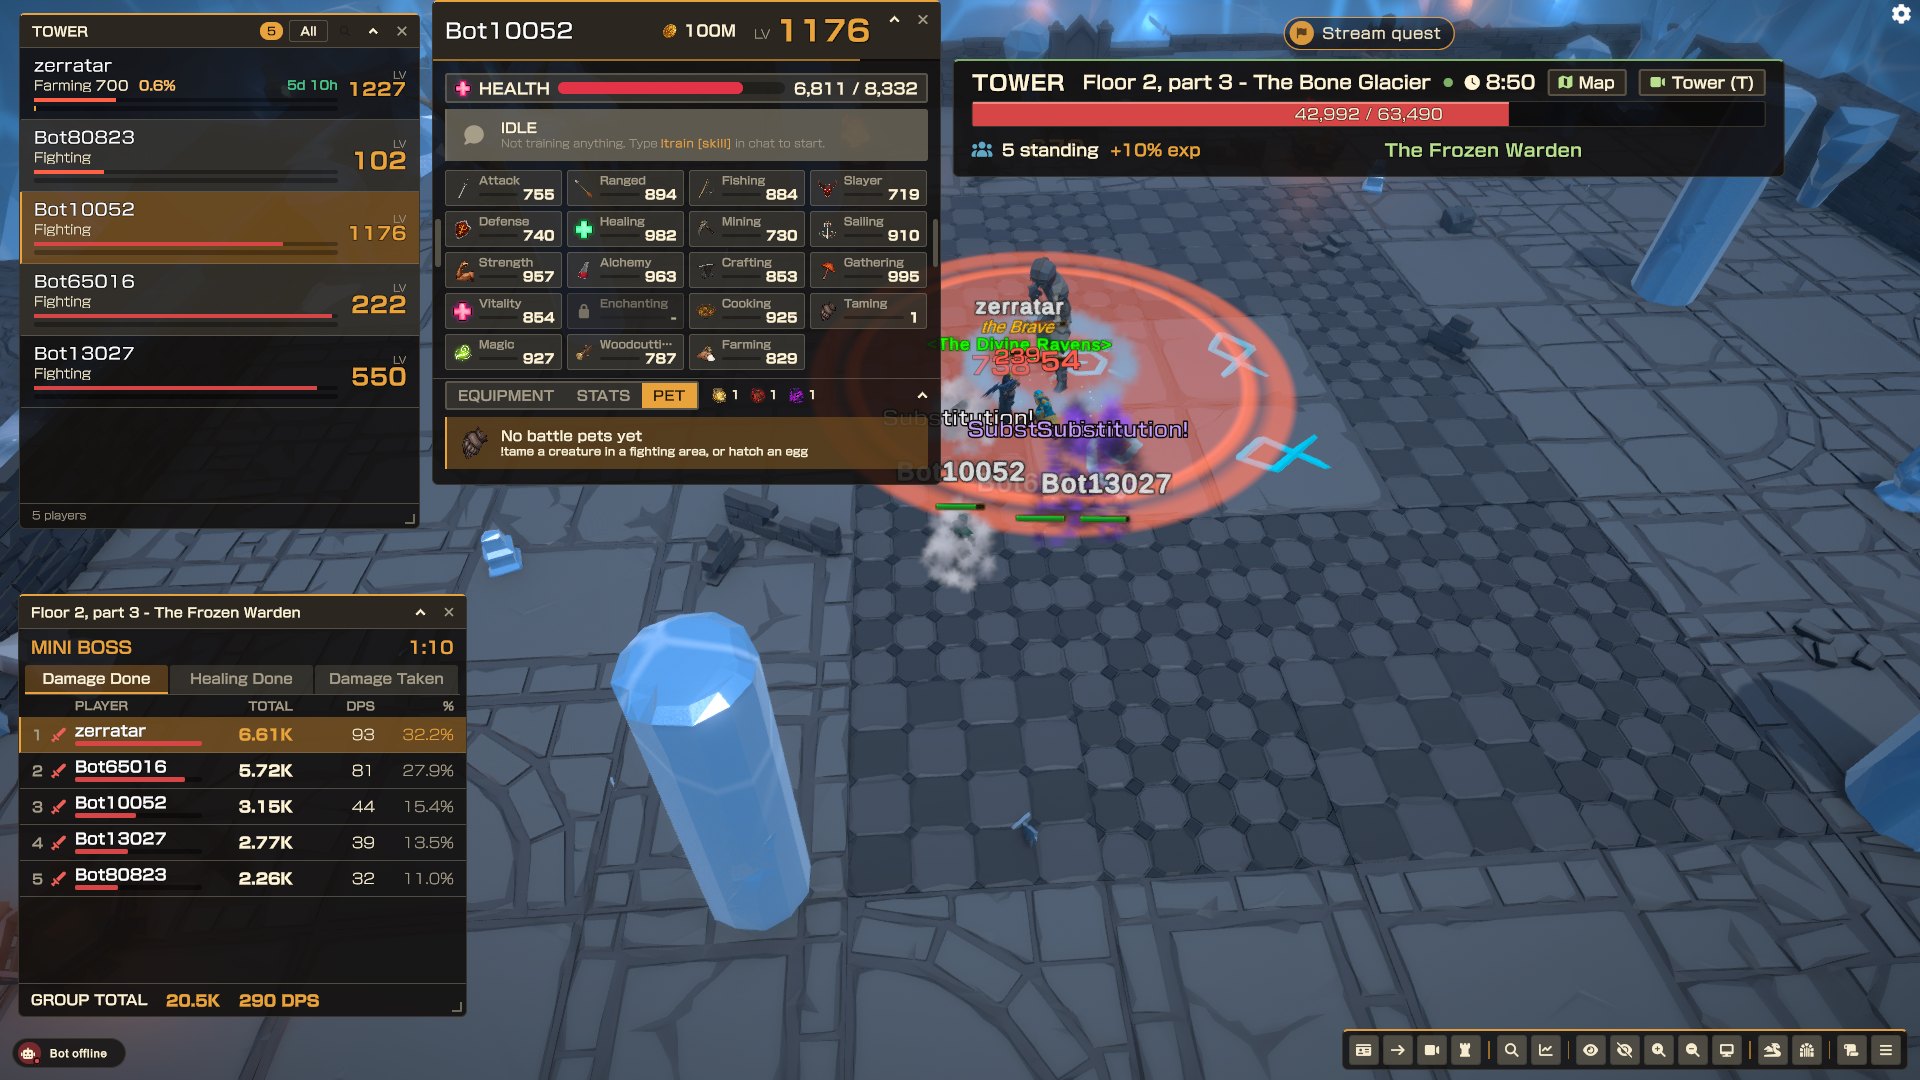 TOWER
5
All
zerratar
Farming 700 0.6%
5d 10h
LV
1227
Bot80823
Fighting
LV
102
Bot10052
Fighting
LV
1176
Bot65016
Fighting
LV
222
Bot13027
Fighting
LV
550
5 players
Bot10052
100M
LV 1176
HEALTH
6,811 / 8,332
IDLE
Not training anything. Type !train [skill] in chat to start.
Attack 755
Ranged 894
Fishing 884
Slayer 719
Defense 740
Healing 982
Mining 730
Sailing 910
Strength 957
Alchemy 963
Crafting 853
Gathering 995
Vitality 854
Enchanting -
Cooking 925
Taming 1
Magic 927
Woodcutti··· 787
Farming 829
EQUIPMENT STATS PET
1 1 1
No battle pets yet
!tame a creature in a fighting area, or hatch an egg
Stream quest
TOWER Floor 2, part 3 - The Bone Glacier
8:50
Map
Tower (T)
42,992 / 63,490
5 standing +10% exp
The Frozen Warden
zerratar
the Brave
<The Divine Ravens>
239 54
Substitution!
Substitution!
Bot10052
Bot13027
Floor 2, part 3 - The Frozen Warden
MINI BOSS
1:10
Damage Done
Healing Done
Damage Taken
PLAYER TOTAL DPS %
1 zerratar 6.61K 93 32.2%
2 Bot65016 5.72K 81 27.9%
3 Bot10052 3.15K 44 15.4%
4 Bot13027 2.77K 39 13.5%
5 Bot80823 2.26K 32 11.0%
GROUP TOTAL 20.5K 290 DPS
Bot offline